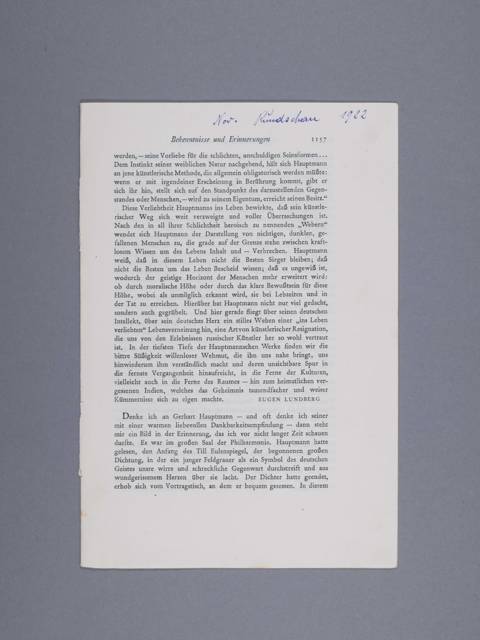 Nov. Rundschau 1922
Bekenntnisse und Erinnerungen 1157
werden, – seine Vorliebe für die schlichten, unschuldigen Seinsformen . . .
Dem Instinkt seiner weiblichen Natur nachgebend, hält sich Hauptmann
an jene künstlerische Methode, die allgemein obligatorisch werden müßte:
wenn er mit irgendeiner Erscheinung in Berührung kommt, gibt er
sich ihr hin, stellt sich auf den Standpunkt des darzustellenden Gegen-
standes oder Menschen, – wird zu seinem Eigentum, erreicht seinen Besitz."
Diese Verliebtheit Hauptmanns ins Leben bewirkte, daß sein künstle-
rischer Weg sich weit verzweigte und voller Überraschungen ist.
Nach den in all ihrer Schlichtheit heroisch zu nennenden „Webern"
wendet sich Hauptmann der Darstellung von nichtigen, dunklen, ge-
fallenen Menschen zu, die grade auf der Grenze stehe zwischen kraft-
losem Wissen um des Lebens Inhalt und – Verbrechen. Hauptmann
weiß, daß in diesem Leben nicht die Besten Sieger bleiben; daß
nicht die Besten um das Leben Bescheid wissen; daß es ungewiß ist,
wodurch der geistige Horizont der Menschen mehr erweitert wird:
ob durch moralische Höhe oder durch das klare Bewußtsein für diese
Höhe, wobei als unmöglich erkannt wird, sie bei Lebzeiten und in
der Tat zu erreichen. Hierüber hat Hauptmann nicht nur viel gedacht,
sondern auch gegrübelt. Und hier gerade fliegt über seinen deutschen
Intellekt, über sein deutsches Herz ein stilles Wehen einer „ins Leben
verliebten" Lebensverneinung hin, eine Art von künstlerischer Resignation,
die uns von den Erlebnissen russischer Künstler her so wohl vertraut
ist. In der tiefsten Tiefe der Hauptmannschen Werke finden wir die
bittre Süßigkeit willenloser Wehmut, die ihn uns nahe bringt, uns
hinwiederum ihm verständlich macht und deren unsichtbare Spur in
die fernste Vergangenheit hinaufreicht, in die Ferne der Kulturen,
vielleicht auch in die Ferne des Raumes – hin zum heimatlichen ver-
gessenen Indien, welches das Geheimnis tausendfacher und weiser
Kümmernisse sich zu eigen machte. EUGEN LUNDBERG
Denke ich an Gerhart Hauptmann – und oft denke ich seiner
mit einer warmen liebevollen Dankbarkeitsempfindung – dann steht
mir ein Bild in der Erinnerung, das ich vor nicht langer Zeit schauen
durfte. Es war im großen Saal der Philharmonie. Hauptmann hatte
gelesen, den Anfang des Till Eulenspiegel, der begonnenen großen
Dichtung, in der ein junger Feldgrauer als ein Symbol des deutschen
Geistes unsre wirre und schreckliche Gegenwart durchstreift und aus
wundgerissenem Herzen über sie lacht. Der Dichter hatte geendet,
erhob sich vom Vortragstisch, an dem er bequem gesessen. In diesem